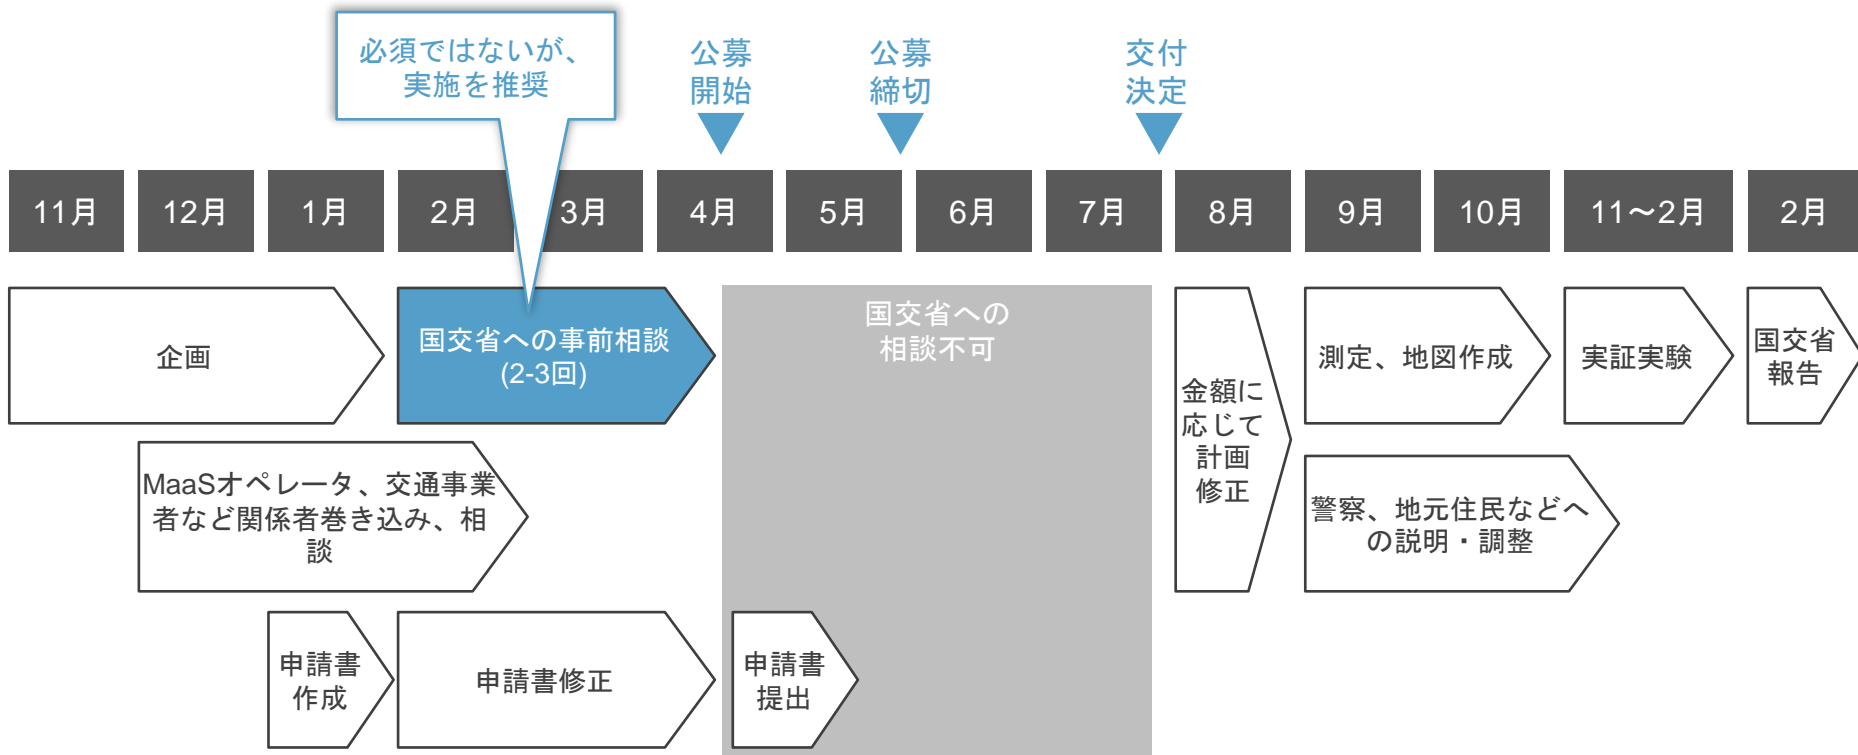 必須ではないが、
実施を推奨
公募
開始
公募
締切
交付
決定
11月
12月
1月
2月
3月
4月
5月
6月
7月
8月
9月
10月
11～2月
2月
企画
国交省への事前相談
(2-3回)
国交省への
相談不可
金額に
応じて
計画
修正
測定、地図作成
実証実験
国交省
報告
MaaSオペレータ、交通事業
者など関係者巻き込み、相
談
警察、地元住民などへ
の説明・調整
申請書
作成
申請書修正
申請書
提出